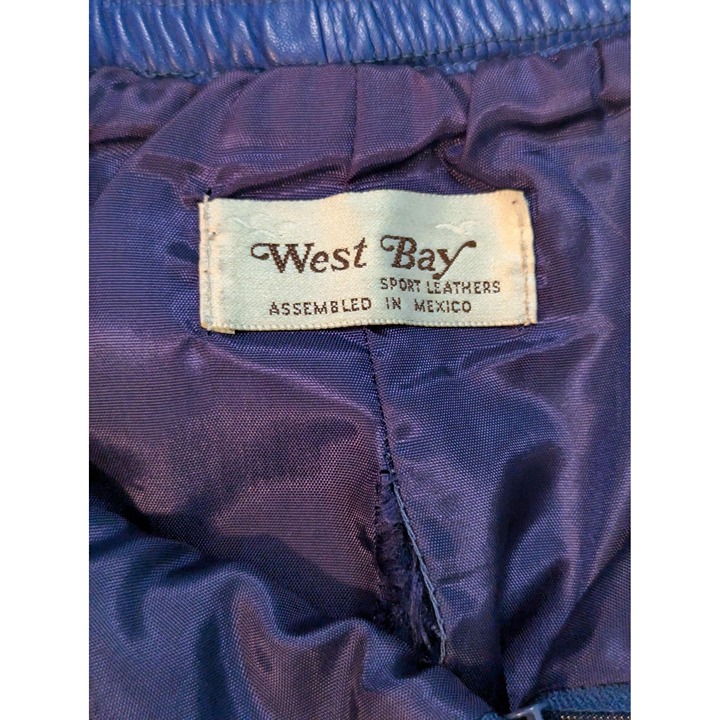 West Bay
SPORT LEATHERS
ASSEMBLED IN MEXICO